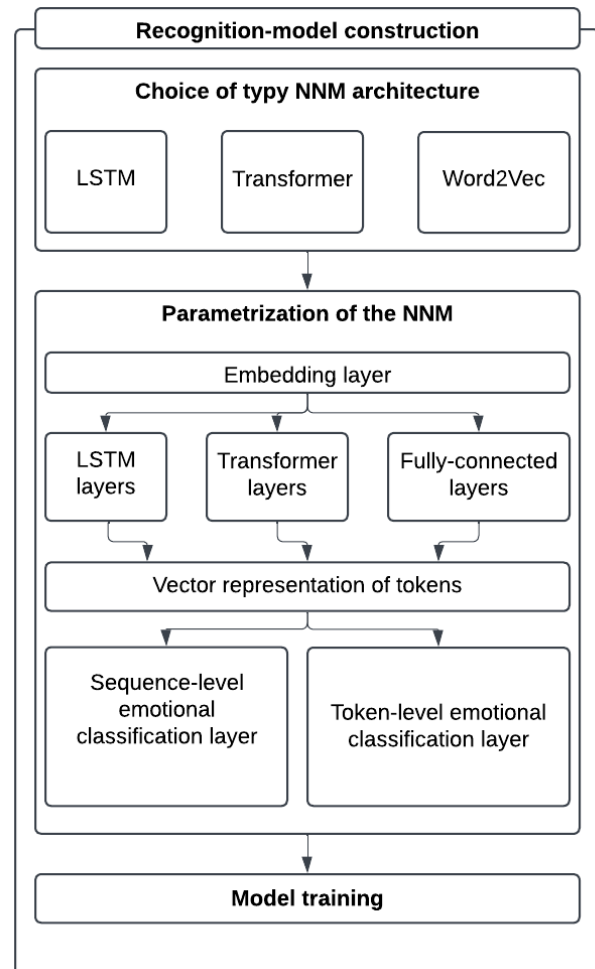 Recognition-model construction
Choice of typy NNM architecture
LSTM
Transformer
Word2Vec
Parametrization of the NNM
Embedding layer
LSTM
layers
Transformer
layers
Fully-connected
layers
Vector representation of tokens
Sequence-level
emotional
classification layer
Token-level emotional
classification layer
Model training